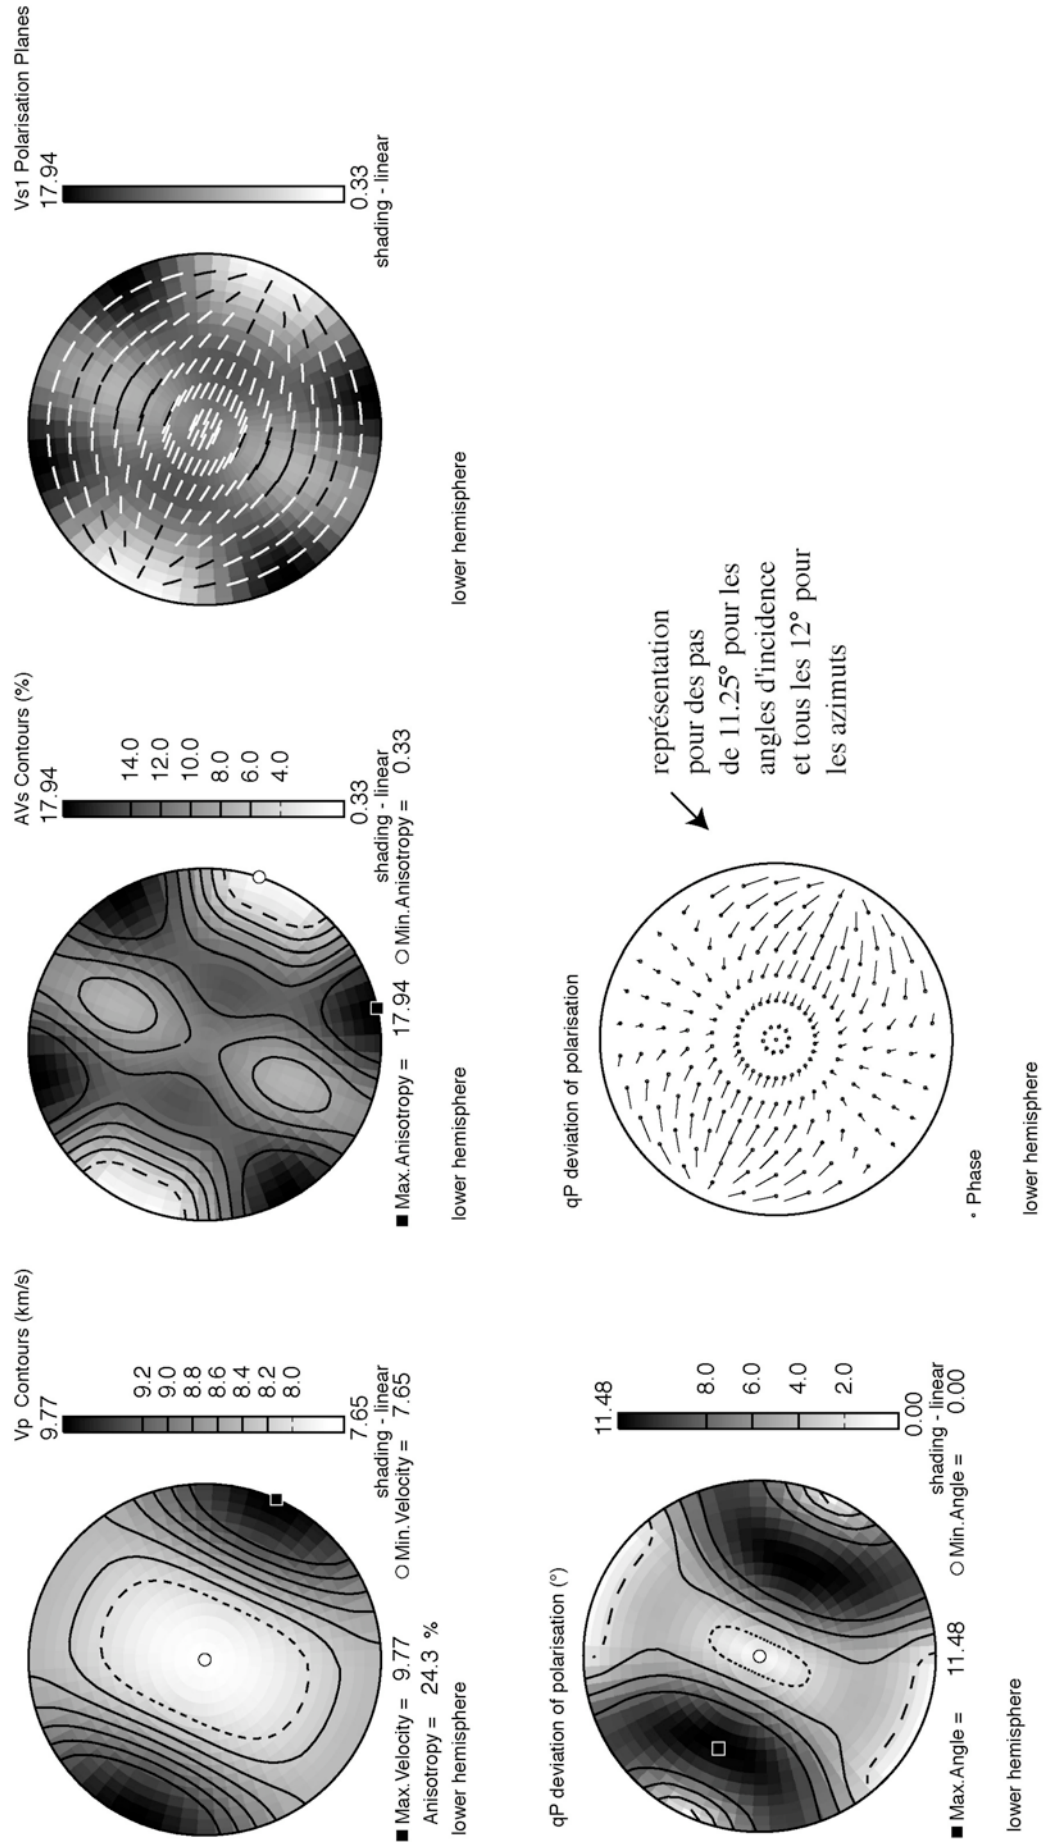 Vp Contours (km/s)
9.77
9.2
9.0
8.8
8.6
8.4
8.2
8.0
7.65
shading - linear
■ Max.Velocity = 9.77 ○ Min.Velocity = 7.65
Anisotropy = 24.3 %
lower hemisphere
AVs Contours (%)
17.94
14.0
12.0
10.0
8.0
6.0
4.0
0.33
shading - linear
■ Max.Anisotropy = 17.94 ○ Min.Anisotropy = 0.33
lower hemisphere
Vs1 Polarisation Planes
17.94
0.33
shading - linear
lower hemisphere
qP deviation of polarisation (°)
11.48
8.0
6.0
4.0
2.0
0.00
shading - linear
■ Max.Angle = 11.48 ○ Min.Angle = 0.00
lower hemisphere
qP deviation of polarisation
∘ Phase
lower hemisphere
représentation
pour des pas
de 11.25° pour les
angles d'incidence
et tous les 12° pour
les azimuts